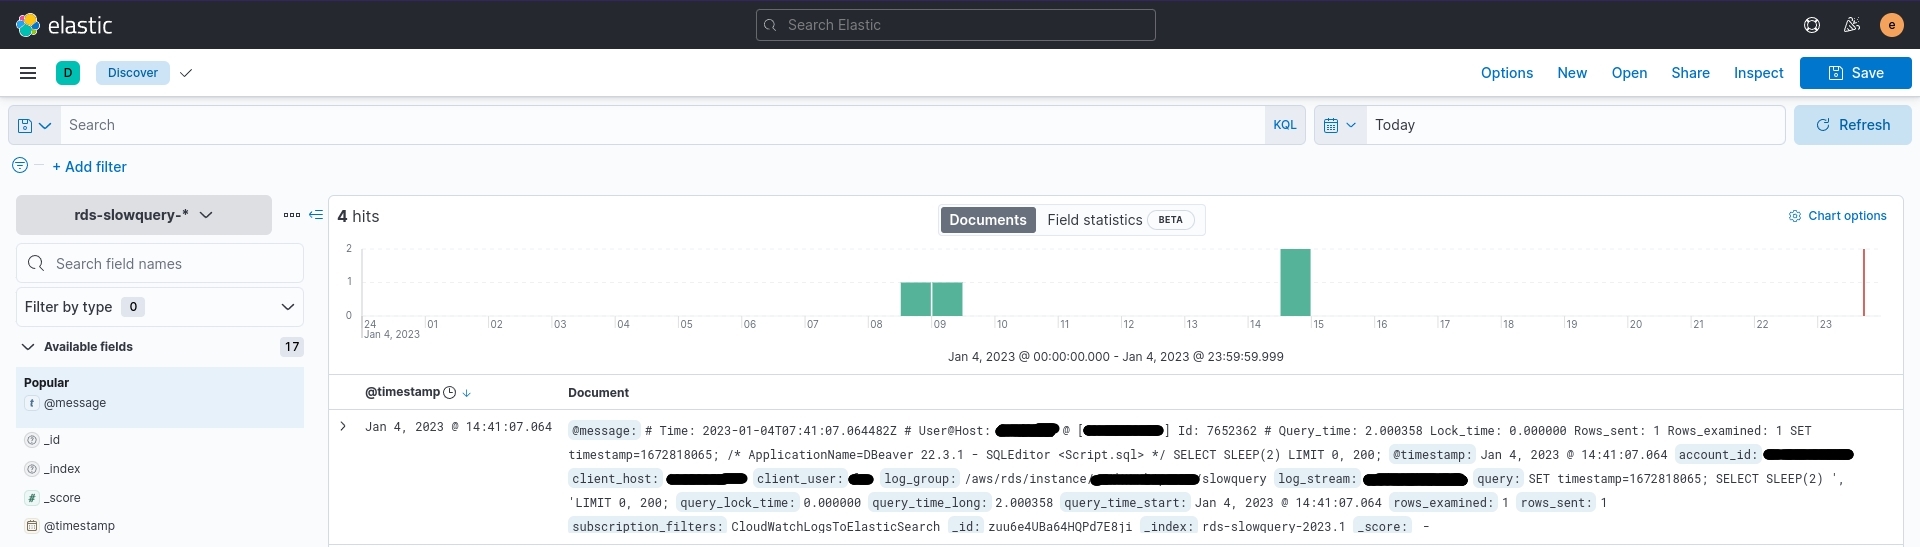 elastic
Search Elastic
e
D
Discover
Options
New
Open
Share
Inspect
Save
Search
KQL
Today
Refresh
+ Add filter
rds-slowquery-*
4 hits
Documents
Field statistics
BETA
Chart options
Search field names
Filter by type 0
Available fields 17
Popular
t @message
? _id
? _index
# _score
@timestamp
2
1
0
24 01 02 03 04 05 06 07 08 09 10 11 12 13 14 15 16 17 18 19 20 21 22 23
Jan 4, 2023
Jan 4, 2023 @ 00:00:00.000 - Jan 4, 2023 @ 23:59:59.999
@timestamp
Document
Jan 4, 2023 @ 14:41:07.064
@message: # Time: 2023-01-04T07:41:07.064482Z # User@Host: @ [ ] Id: 7652362 # Query_time: 2.000358 Lock_time: 0.000000 Rows_sent: 1 Rows_examined: 1 SET
timestamp=1672818065; /* ApplicationName=DBeaver 22.3.1 - SQLEditor <Script.sql> */ SELECT SLEEP(2) LIMIT 0, 200; @timestamp: Jan 4, 2023 @ 14:41:07.064 account_id:
client_host: client_user: log_group: /aws/rds/instance/ /slowquery log_stream: query: SET timestamp=1672818065; SELECT SLEEP(2) ',
'LIMIT 0, 200; query_lock_time: 0.000000 query_time_long: 2.000358 query_time_start: Jan 4, 2023 @ 14:41:07.064 rows_examined: 1 rows_sent: 1
subscription_filters: CloudWatchLogsToElasticSearch _id: zuu6e4UBa64HQPd7E8ji _index: rds-slowquery-2023.1 _score: -